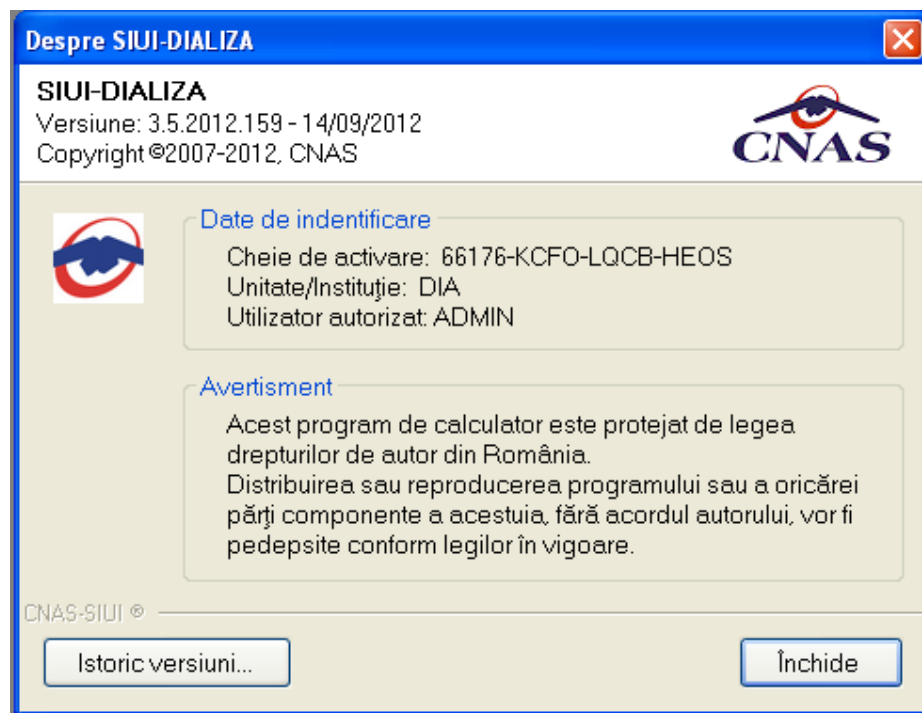 Despre SIUI-DIALIZA
SIUI-DIALIZA
Versiune: 3.5.2012.159 - 14/09/2012
Copyright ©2007-2012, CNAS
CNAS
Date de indentificare
Cheie de activare: 66176-KCFO-LQCB-HEOS
Unitate/Instituţie: DIA
Utilizator autorizat: ADMIN
Avertisment
Acest program de calculator este protejat de legea
drepturilor de autor din România.
Distribuirea sau reproducerea programului sau a oricărei
părţi componente a acestuia, fără acordul autorului, vor fi
pedepsite conform legilor în vigoare.
CNAS-SIUI ®
Istoric versiuni...
Închide